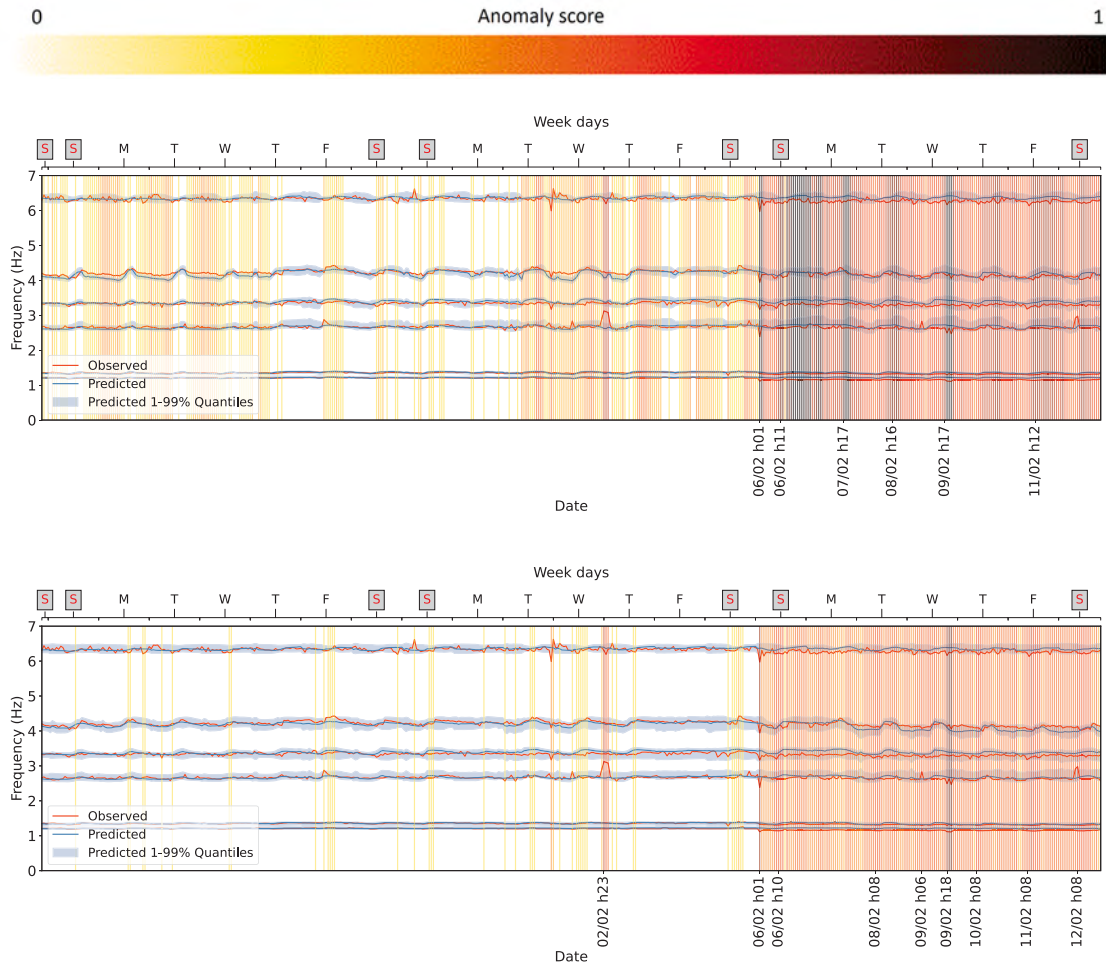 0 Anomaly score 1
Week days
S S M T W T F S S M T W T F S S M T W T F S
7
6
5
4
3
2
1
0
Frequency (Hz)
Observed
Predicted
Predicted 1-99% Quantiles
06/02 h01 06/02 h11 07/02 h17 08/02 h16 09/02 h17 11/02 h12
Date
Week days
S S M T W T F S S M T W T F S S M T W T F S
7
6
5
4
3
2
1
0
Frequency (Hz)
Observed
Predicted
Predicted 1-99% Quantiles
02/02 h23 06/02 h01 06/02 h10 08/02 h08 09/02 h06 09/02 h18 10/02 h08 11/02 h08 12/02 h08
Date